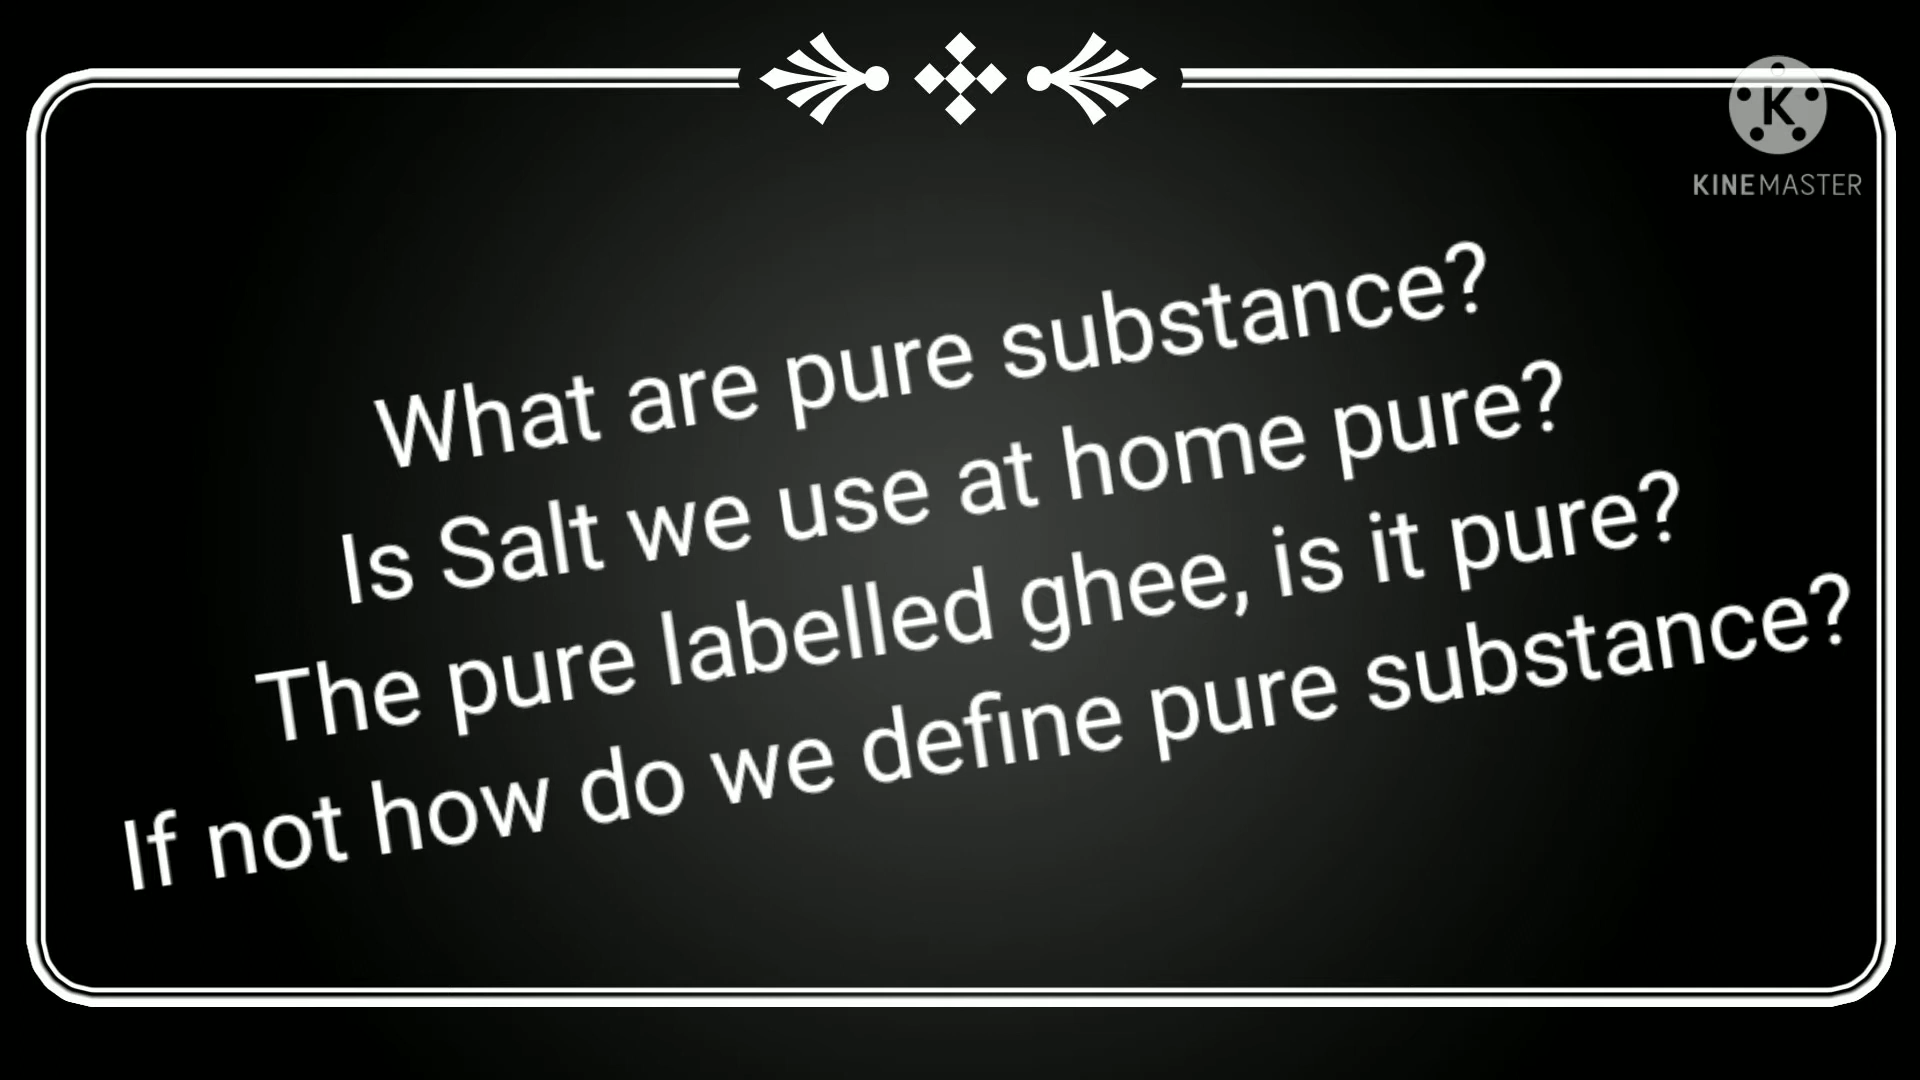 KINEMASTER
What are pure substance?
Is Salt we use at home pure?
The pure labelled ghee, is it pure?
If not how do we define pure substance?